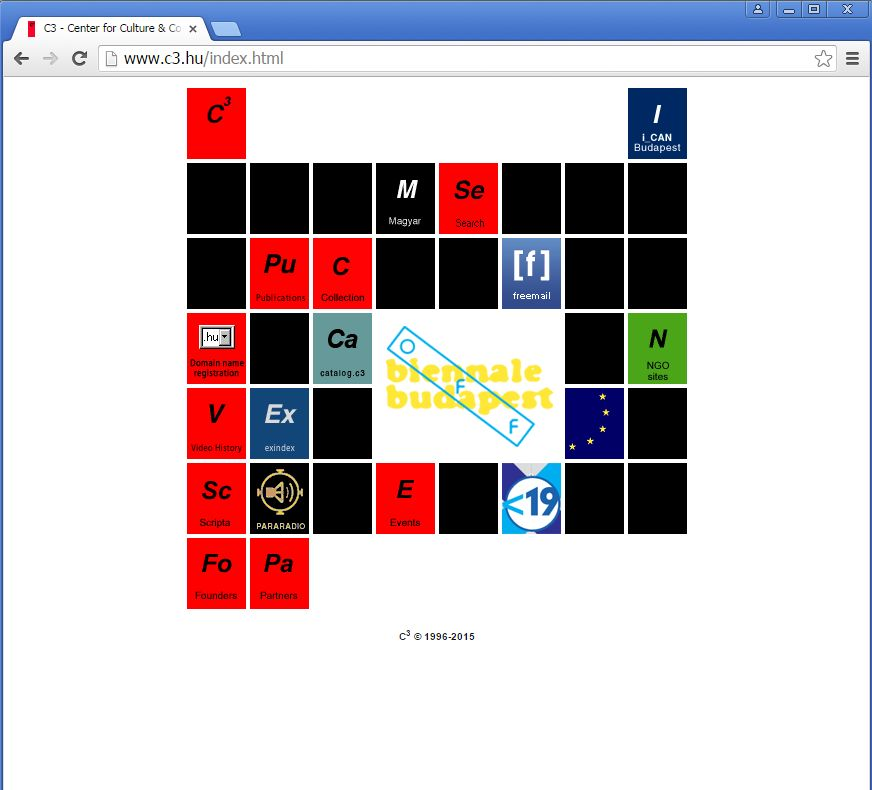 C3 - Center for Culture & Co
www.c3.hu/index.html
C³
I
i_CAN
Budapest
M
Magyar
Se
Search
Pu
Publications
C
Collection
[f]
freemail
.hu
Domain name
registration
Ca
catalog.c3
biennale
budapest
O
F
F
N
NGO
sites
V
Video History
Ex
exindex
Sc
Scripta
PARARADIO
E
Events
<19
Fo
Founders
Pa
Partners
C³ © 1996-2015